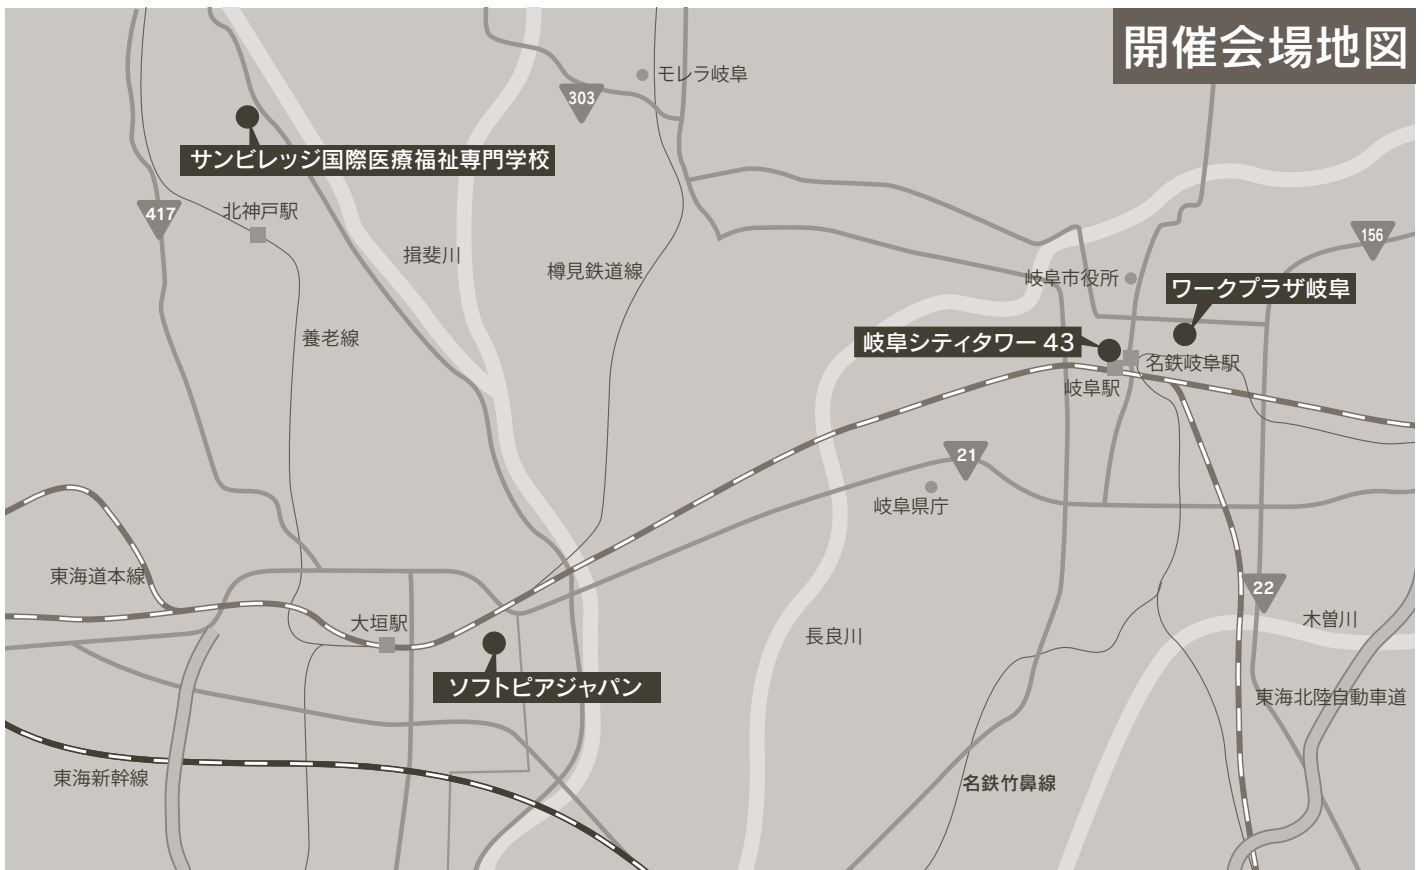 開催会場地図
モレラ岐阜
303
サンビレッジ国際医療福祉専門学校
417
北神戸駅
156
揖斐川
樽見鉄道線
岐阜市役所
ワークプラザ岐阜
養老線
岐阜シティタワー 43
名鉄岐阜駅
岐阜駅
21
岐阜県庁
東海道本線
22
大垣駅
木曽川
長良川
ソフトピアジャパン
東海北陸自動車道
東海新幹線
名鉄竹鼻線